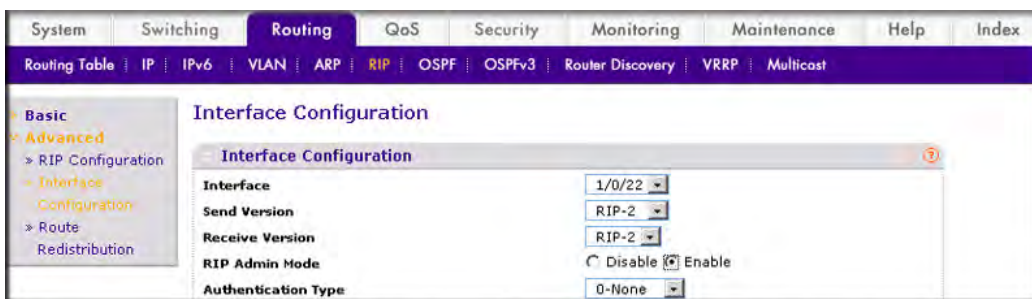 System Switching Routing QoS Security Monitoring Maintenance Help Index
Routing Table IP IPv6 VLAN ARP RIP OSPF OSPFv3 Router Discovery VRRP Multicast
Basic
Advanced
» RIP Configuration
» Interface
Configuration
» Route
Redistribution
Interface Configuration
Interface Configuration ?
Interface 1/0/22
Send Version RIP-2
Receive Version RIP-2
RIP Admin Mode Disable Enable
Authentication Type 0-None